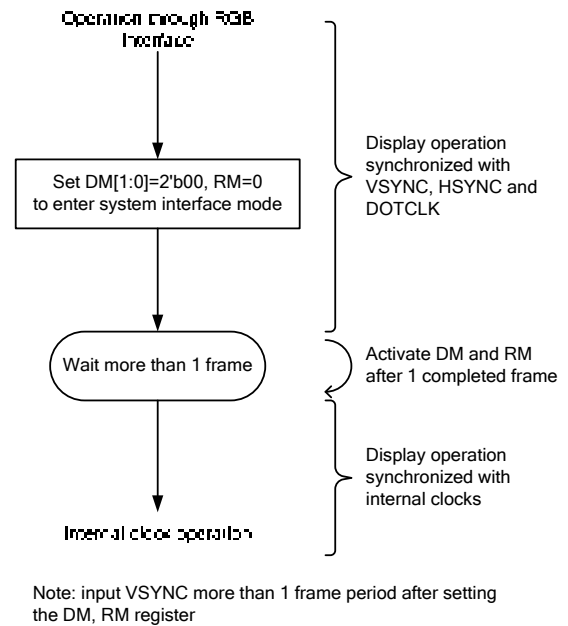 Operation through RGB
Interface
Display operation
synchronized with
VSYNC, HSYNC and
DOTCLK
Set DM[1:0]=2'b00, RM=0
to enter system interface mode
Wait more than 1 frame
Activate DM and RM
after 1 completed frame
Display operation
synchronized with
internal clocks
Internal clock operation
Note: input VSYNC more than 1 frame period after setting
the DM, RM register